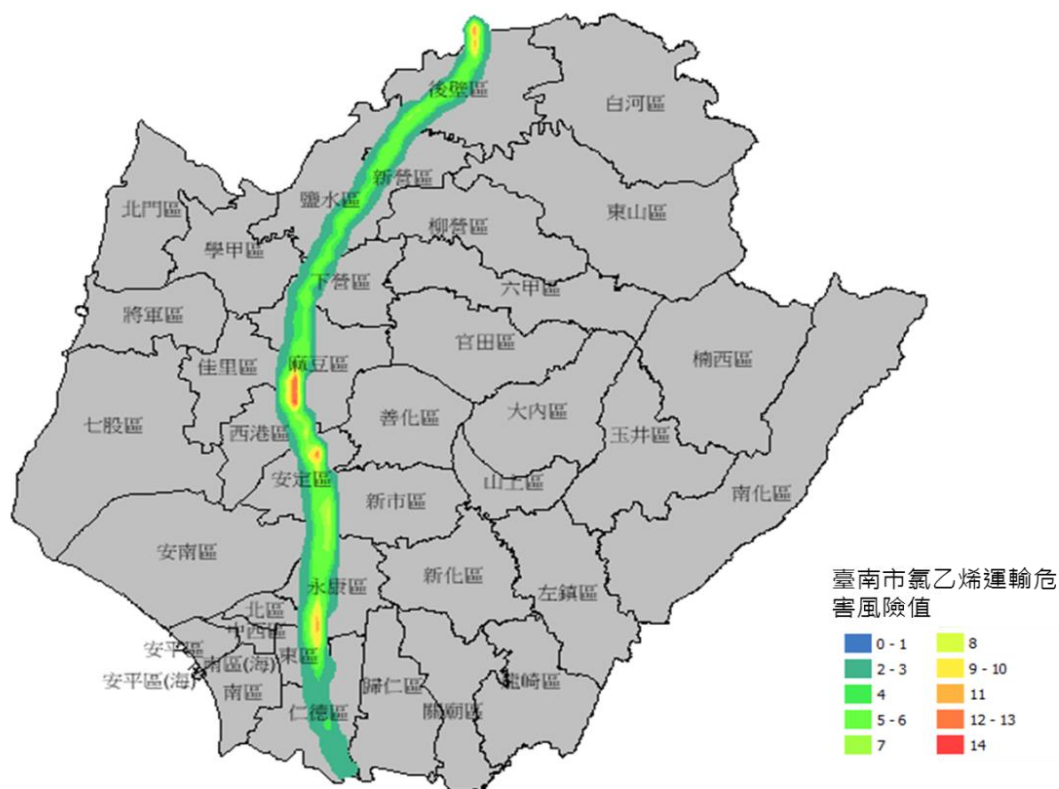 後壁區
白河區
新營區
鹽水區
北門區
柳營區
東山區
學甲區
下營區
六甲區
將軍區
官田區
佳里區
麻豆區
楠西區
七股區
西港區
善化區
大內區
玉井區
安定區
新市區
山上區
南化區
安南區
永康區
新化區
左鎮區
北區
中西區
安平區
東區
南區(海)
安平區(海)
南區
仁德區
歸仁區
關廟區
龍崎區
臺南市氯乙烯運輸危
害風險值
0 - 1
2 - 3
4
5 - 6
7
8
9 - 10
11
12 - 13
14